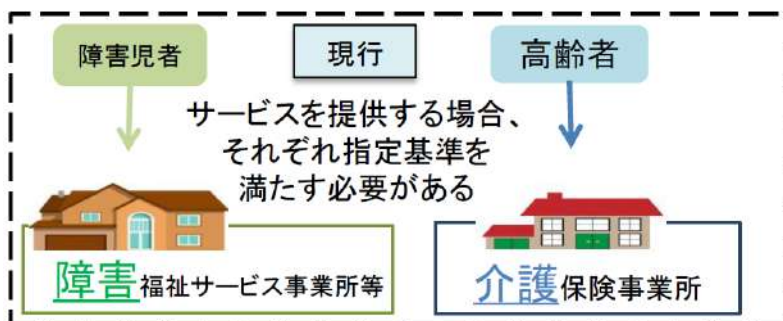 障害児者
現行
高齢者
サービスを提供する場合、
それぞれ指定基準を
満たす必要がある
障害福祉サービス事業所等
介護保険事業所